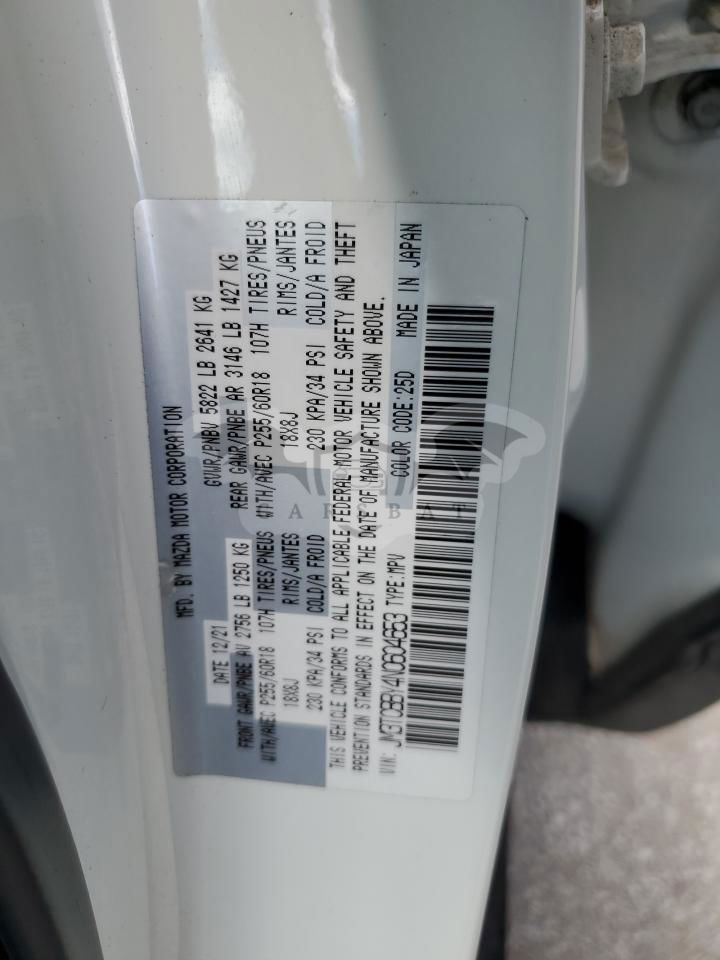 MFD. BY MAZDA MOTOR CORPORATION
DATE 12/21 GVWR/PNBV 5822 LB 2641 KG
FRONT GAWR/PNBE AV 2756 LB 1250 KG REAR GAWR/PNBE AR 3146 LB 1427 KG
WITH/AVEC P255/60R18 107H TIRES/PNEUS WITH/AVEC P255/60R18 107H TIRES/PNEUS
18X8J RIMS/JANTES 18X8J RIMS/JANTES
230 KPA/34 PSI COLD/A FROID 230 KPA/34 PSI COLD/A FROID
THIS VEHICLE CONFORMS TO ALL APPLICABLE FEDERAL MOTOR VEHICLE SAFETY AND THEFT
PREVENTION STANDARDS IN EFFECT ON THE DATE OF MANUFACTURE SHOWN ABOVE.
VIN: JM3TCBBY4N0604653 TYPE:MPV COLOR CODE:25D MADE IN JAPAN